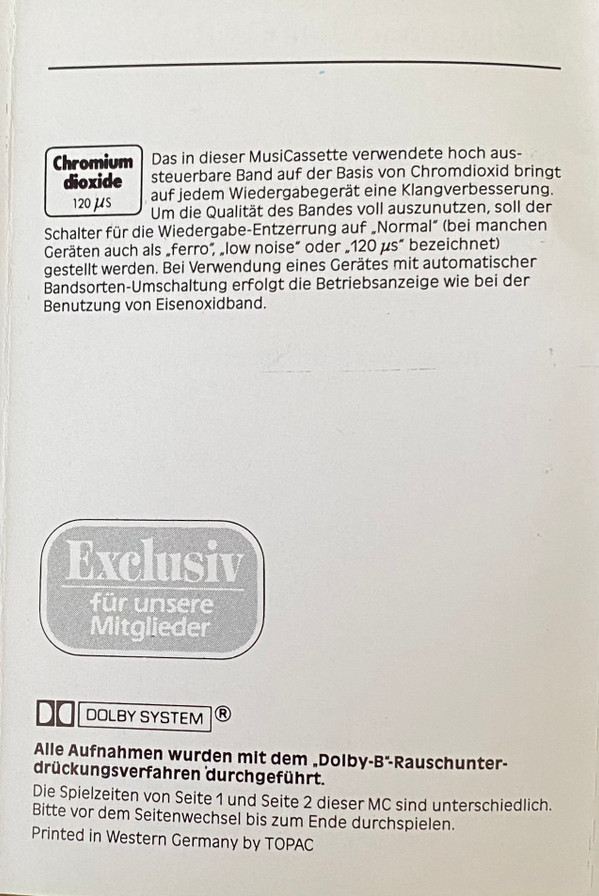 Chromium
dioxide
120 µs
Das in dieser MusiCassette verwendete hoch aus-
steuerbare Band auf der Basis von Chromdioxid bringt
auf jedem Wiedergabegerät eine Klangverbesserung.
Um die Qualität des Bandes voll auszunutzen, soll der
Schalter für die Wiedergabe-Entzerrung auf „Normal“ (bei manchen
Geräten auch als „ferro“, „low noise“ oder „120 µs“ bezeichnet)
gestellt werden. Bei Verwendung eines Gerätes mit automatischer
Bandsorten-Umschaltung erfolgt die Betriebsanzeige wie bei der
Benutzung von Eisenoxidband.
Exclusiv
für unsere
Mitglieder
DOLBY SYSTEM ®
Alle Aufnahmen wurden mit dem „Dolby-B“-Rauschunter-
drückungsverfahren durchgeführt.
Die Spielzeiten von Seite 1 und Seite 2 dieser MC sind unterschiedlich.
Bitte vor dem Seitenwechsel bis zum Ende durchspielen.
Printed in Western Germany by TOPAC